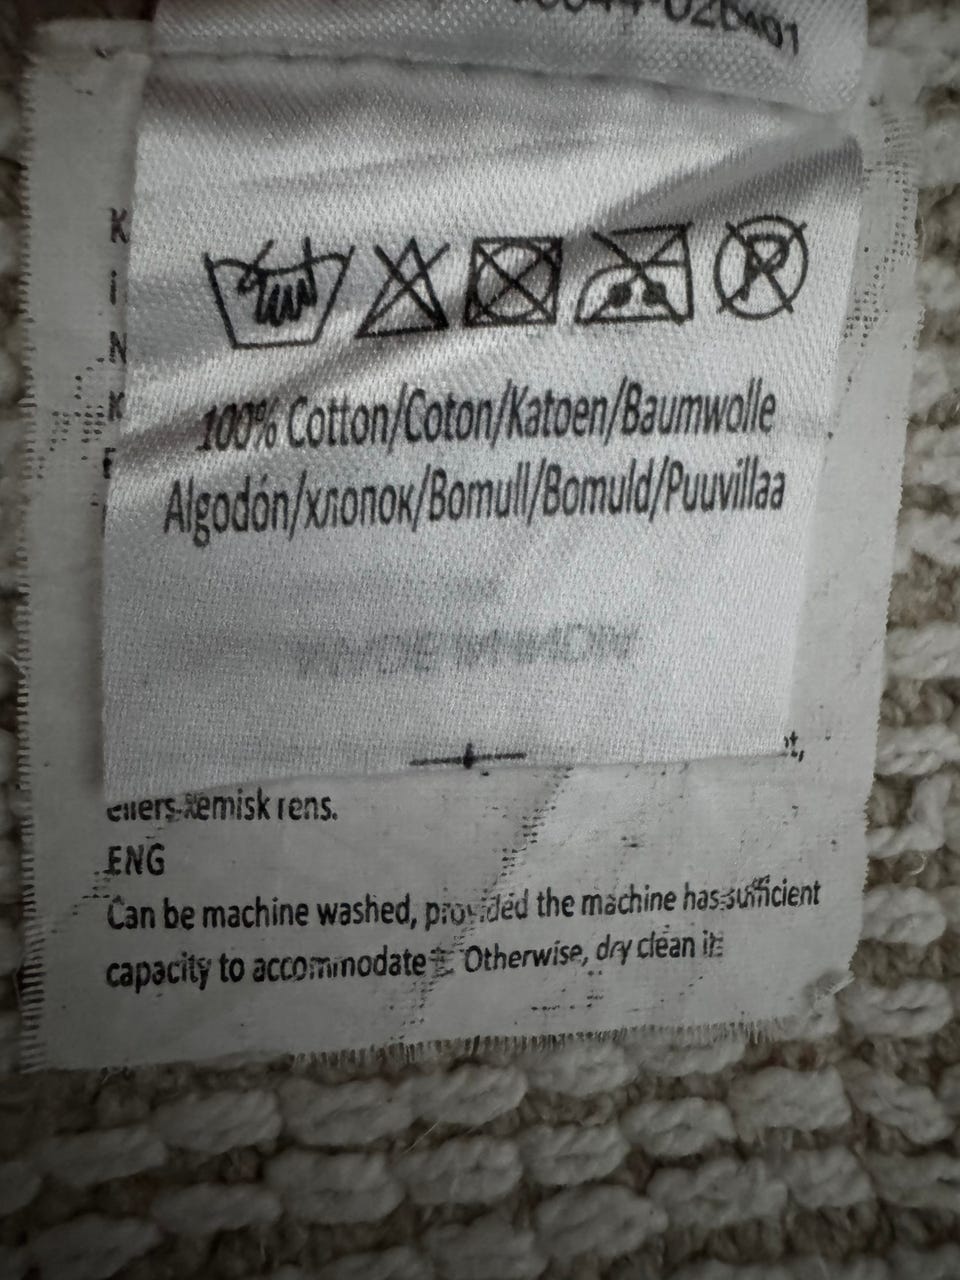 K
I
N
K
100% Cotton/Coton/Katoen/Baumwolle
Algodón/хлопок/Bomull/Bomuld/Puuvillaa
ellers kemisk rens.
ENG
Can be machine washed, provided the machine has sufficient
capacity to accommodate Otherwise, dry clean it.